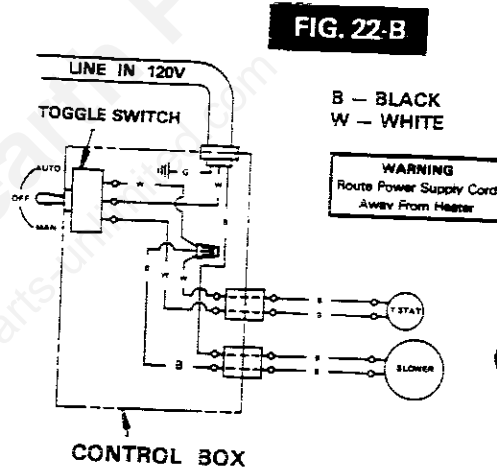 FIG. 22-B
LINE IN 120V
B – BLACK
W – WHITE
TOGGLE SWITCH
WARNING
Route Power Supply Cord
Away From Heater
G
W
AUTO
W
OFF
B
MAN
W
W
B
T STAT
B
BLOWER
CONTROL BOX